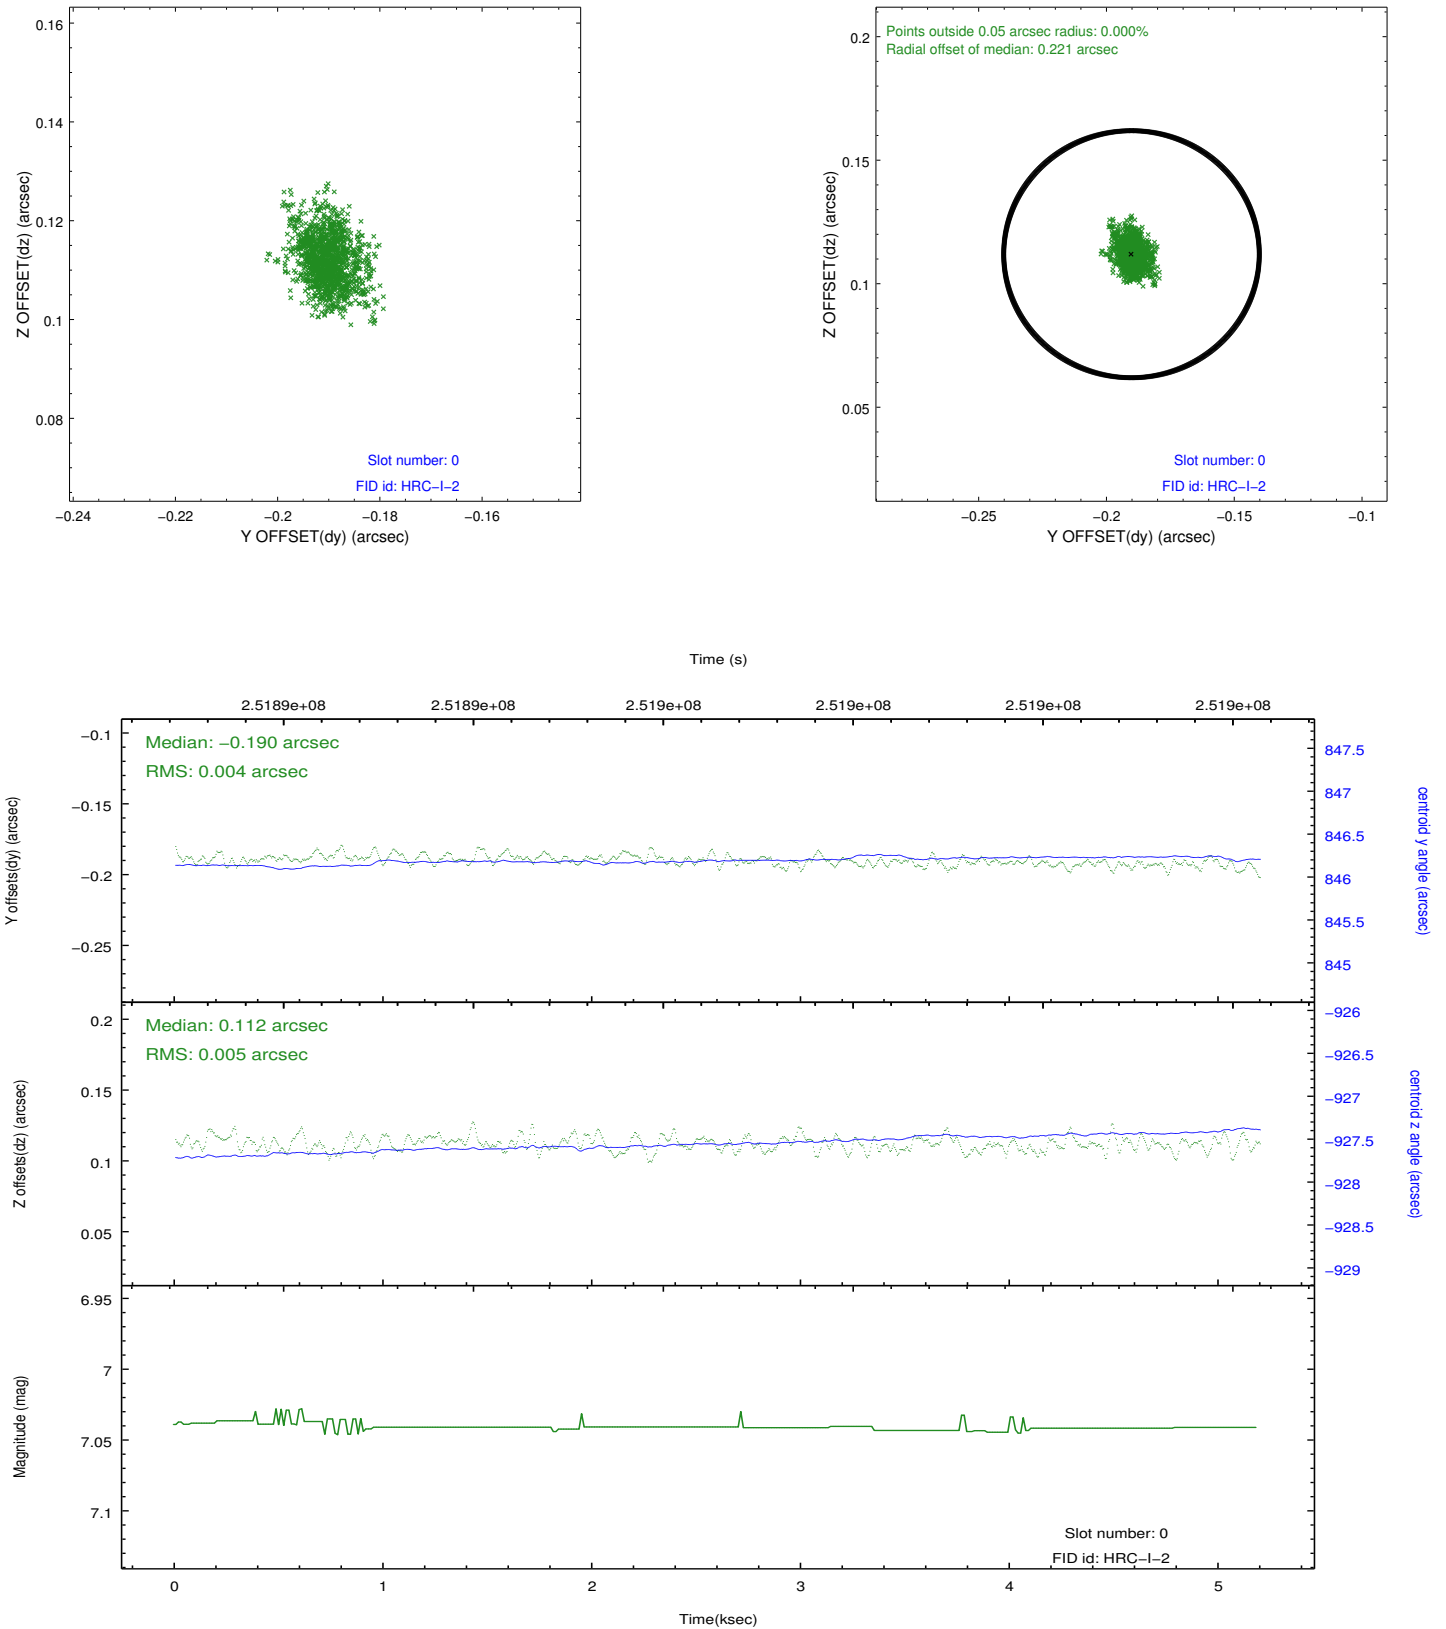 0.16
0.14
0.12
0.1
0.08
Z OFFSET(dz) (arcsec)
Slot number: 0
FID id: HRC−I−2
−0.24 −0.22 −0.2 −0.18 −0.16
Y OFFSET(dy) (arcsec)
Points outside 0.05 arcsec radius: 0.000%
Radial offset of median: 0.221 arcsec
0.2
0.15
0.1
0.05
Z OFFSET(dz) (arcsec)
Slot number: 0
FID id: HRC−I−2
−0.25 −0.2 −0.15 −0.1
Y OFFSET(dy) (arcsec)
Time (s)
2.5189e+08 2.5189e+08 2.519e+08 2.519e+08 2.519e+08 2.519e+08
Median: −0.190 arcsec
RMS: 0.004 arcsec
−0.1
−0.15
−0.2
−0.25
Y offsets(dy) (arcsec)
847.5
847
846.5
846
845.5
845
centroid y angle (arcsec)
Median: 0.112 arcsec
RMS: 0.005 arcsec
0.2
0.15
0.1
0.05
Z offsets(dz) (arcsec)
−926
−926.5
−927
−927.5
−928
−928.5
−929
centroid z angle (arcsec)
6.95
7
7.05
7.1
Magnitude (mag)
Slot number: 0
FID id: HRC−I−2
0 1 2 3 4 5
Time(ksec)